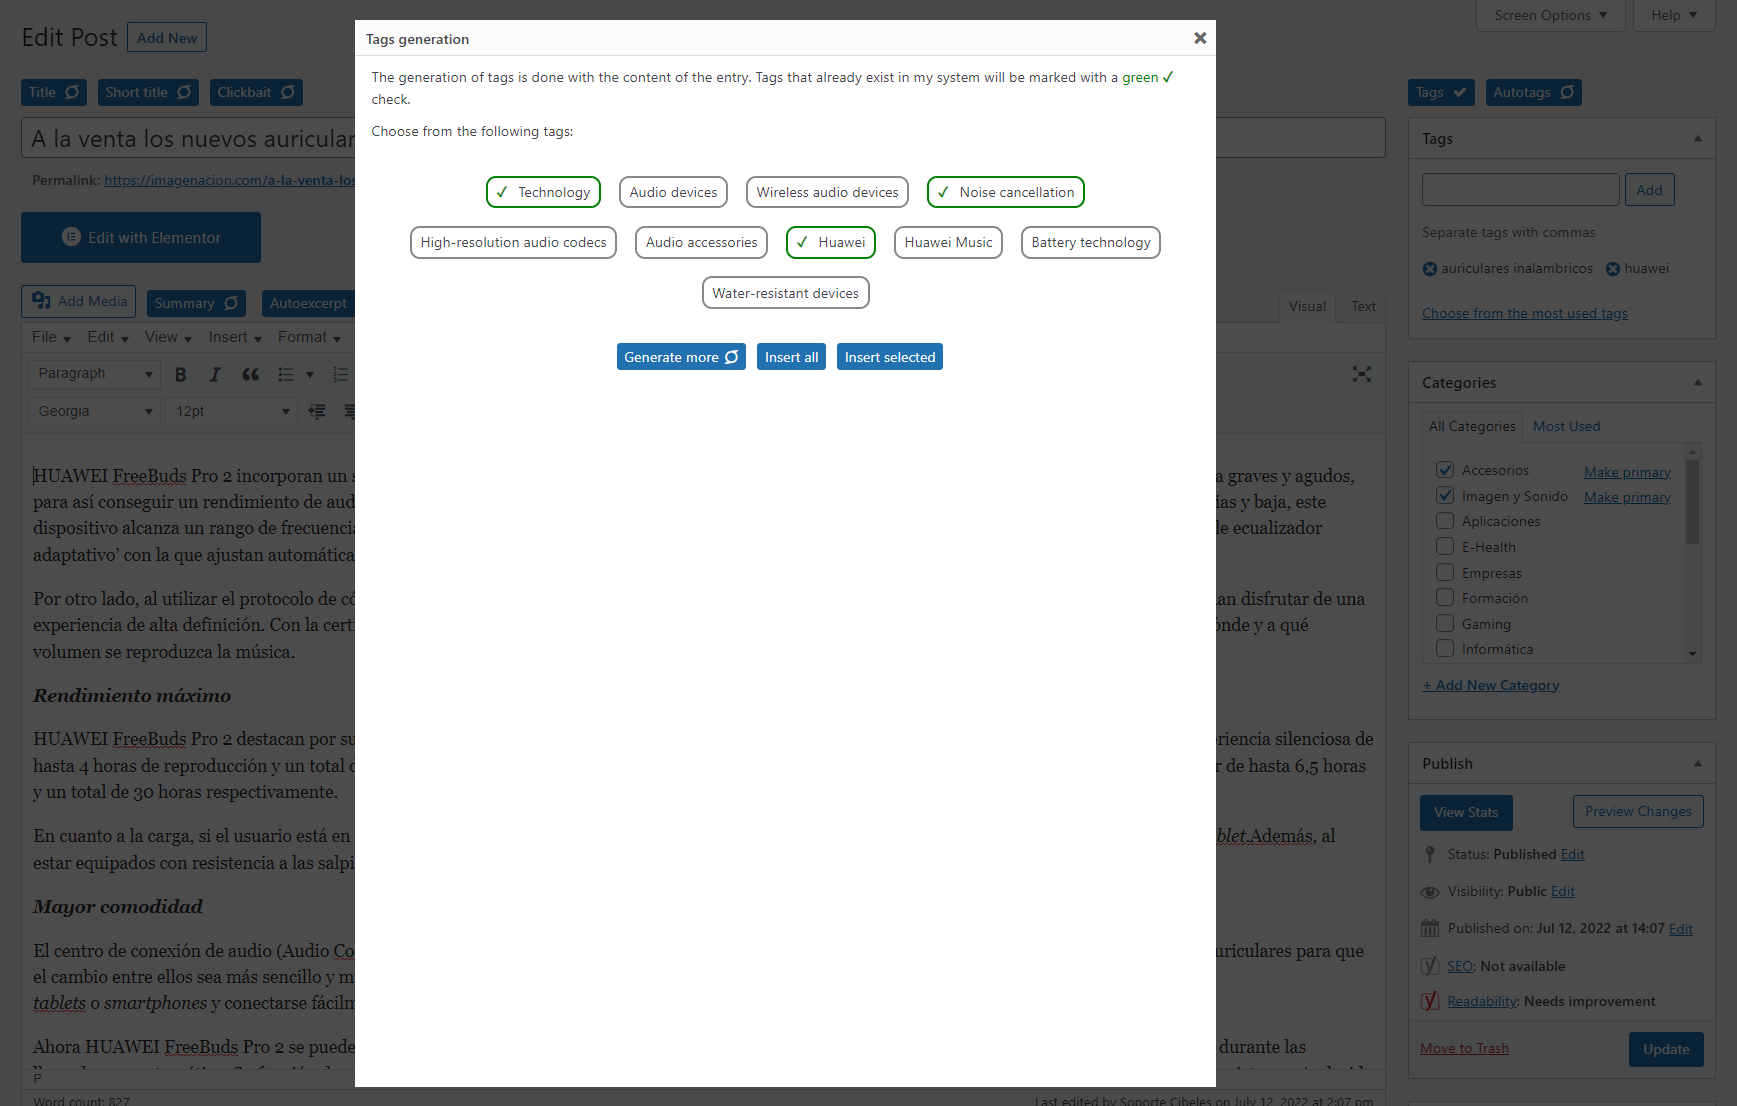 Edit Post
Add New
Screen Options
Help
Title
Short title
Clickbait
A la venta los nuevos auricular
Permalink: https://imagenacion.com/a-la-venta-los
Edit with Elementor
Add Media
Summary
Autoexcerpt
Visual
Text
File
Edit
View
Insert
Format
Paragraph
Georgia
12pt
HUAWEI FreeBuds Pro 2 incorporan un s
a graves y agudos,
para así conseguir un rendimiento de aud
ias y baja, este
dispositivo alcanza un rango de frecuencia
le ecualizador
adaptativo’ con la que ajustan automática
Por otro lado, al utilizar el protocolo de có
an disfrutar de una
experiencia de alta definición. Con la certi
ónde y a qué
volumen se reproduzca la música.
Rendimiento máximo
HUAWEI FreeBuds Pro 2 destacan por su
riencia silenciosa de
hasta 4 horas de reproducción y un total d
r de hasta 6,5 horas
y un total de 30 horas respectivamente.
En cuanto a la carga, si el usuario está en
blet.Además, al
estar equipados con resistencia a las salpi
Mayor comodidad
El centro de conexión de audio (Audio Co
uriculares para que
el cambio entre ellos sea más sencillo y m
tablets o smartphones y conectarse fácilm
Ahora HUAWEI FreeBuds Pro 2 se puede
durante las
P
Word count: 827
Last edited by Soporte Cibeles on July 12, 2022 at 2:07 pm
Tags generation
The generation of tags is done with the content of the entry. Tags that already exist in my system will be marked with a green ✓
check.
Choose from the following tags:
✓ Technology
Audio devices
Wireless audio devices
✓ Noise cancellation
High-resolution audio codecs
Audio accessories
✓ Huawei
Huawei Music
Battery technology
Water-resistant devices
Generate more
Insert all
Insert selected
Tags
Autotags
Tags
Add
Separate tags with commas
auriculares inalambricos
huawei
Choose from the most used tags
Categories
All Categories
Most Used
Accesorios
Make primary
Imagen y Sonido
Make primary
Aplicaciones
E-Health
Empresas
Formación
Gaming
Informática
+ Add New Category
Publish
View Stats
Preview Changes
Status: Published Edit
Visibility: Public Edit
Published on: Jul 12, 2022 at 14:07 Edit
SEO: Not available
Readability: Needs improvement
Move to Trash
Update